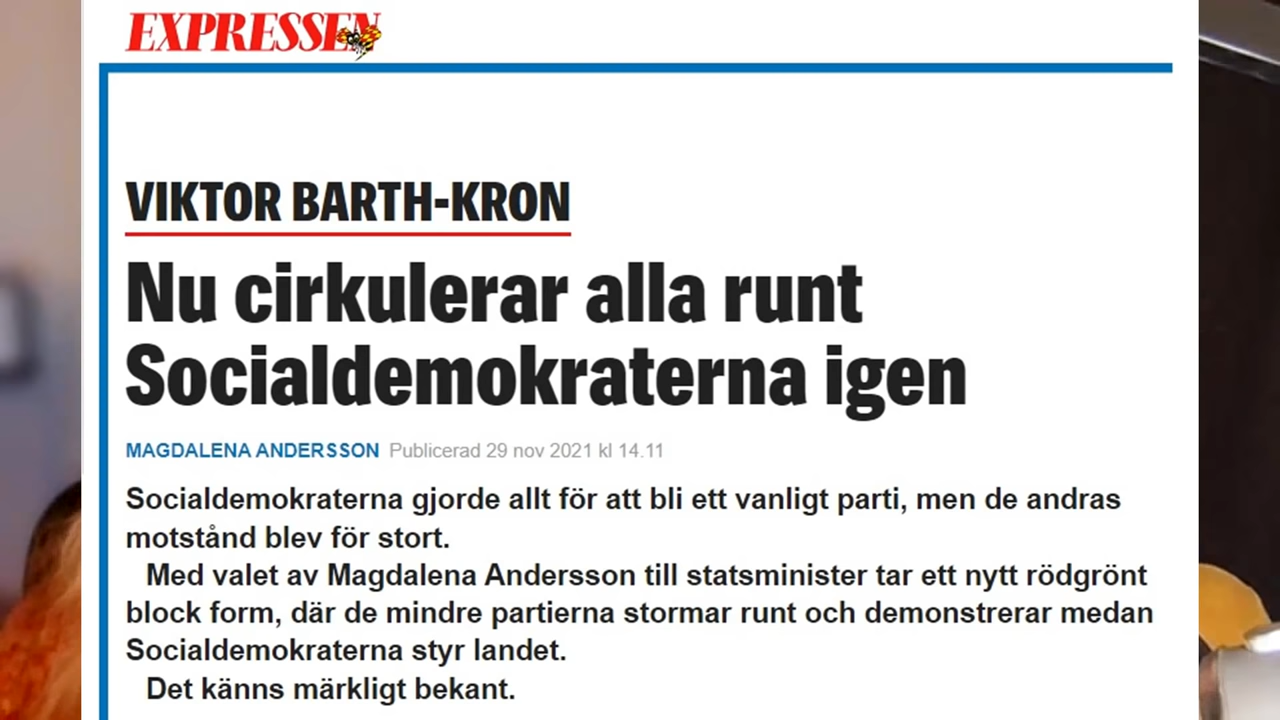 EXPRESSEN
VIKTOR BARTH-KRON
Nu cirkulerar alla runt
Socialdemokraterna igen
MAGDALENA ANDERSSON Publicerad 29 nov 2021 kl 14.11
Socialdemokraterna gjorde allt för att bli ett vanligt parti, men de andras
motstånd blev för stort.
Med valet av Magdalena Andersson till statsminister tar ett nytt rödgrönt
block form, där de mindre partierna stormar runt och demonstrerar medan
Socialdemokraterna styr landet.
Det känns märkligt bekant.